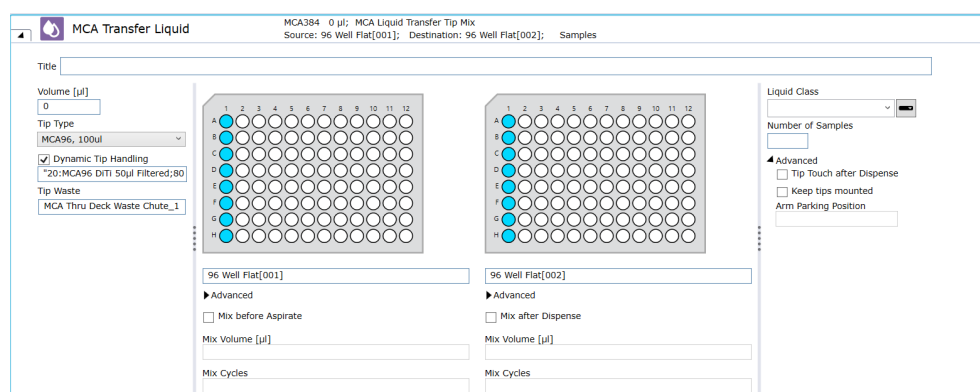 MCA Transfer Liquid
MCA384 0 µl; MCA Liquid Transfer Tip Mix
Source: 96 Well Flat[001]; Destination: 96 Well Flat[002]; Samples
Title
Volume [µl]
0
Tip Type
MCA96, 100ul
Dynamic Tip Handling
"20:MCA96 DiTi 50µl Filtered;80
Tip Waste
MCA Thru Deck Waste Chute_1
1 2 3 4 5 6 7 8 9 10 11 12
A
B
C
D
E
F
G
H
96 Well Flat[001]
Advanced
Mix before Aspirate
Mix Volume [µl]
Mix Cycles
1 2 3 4 5 6 7 8 9 10 11 12
A
B
C
D
E
F
G
H
96 Well Flat[002]
Advanced
Mix after Dispense
Mix Volume [µl]
Mix Cycles
Liquid Class
Number of Samples
Advanced
Tip Touch after Dispense
Keep tips mounted
Arm Parking Position